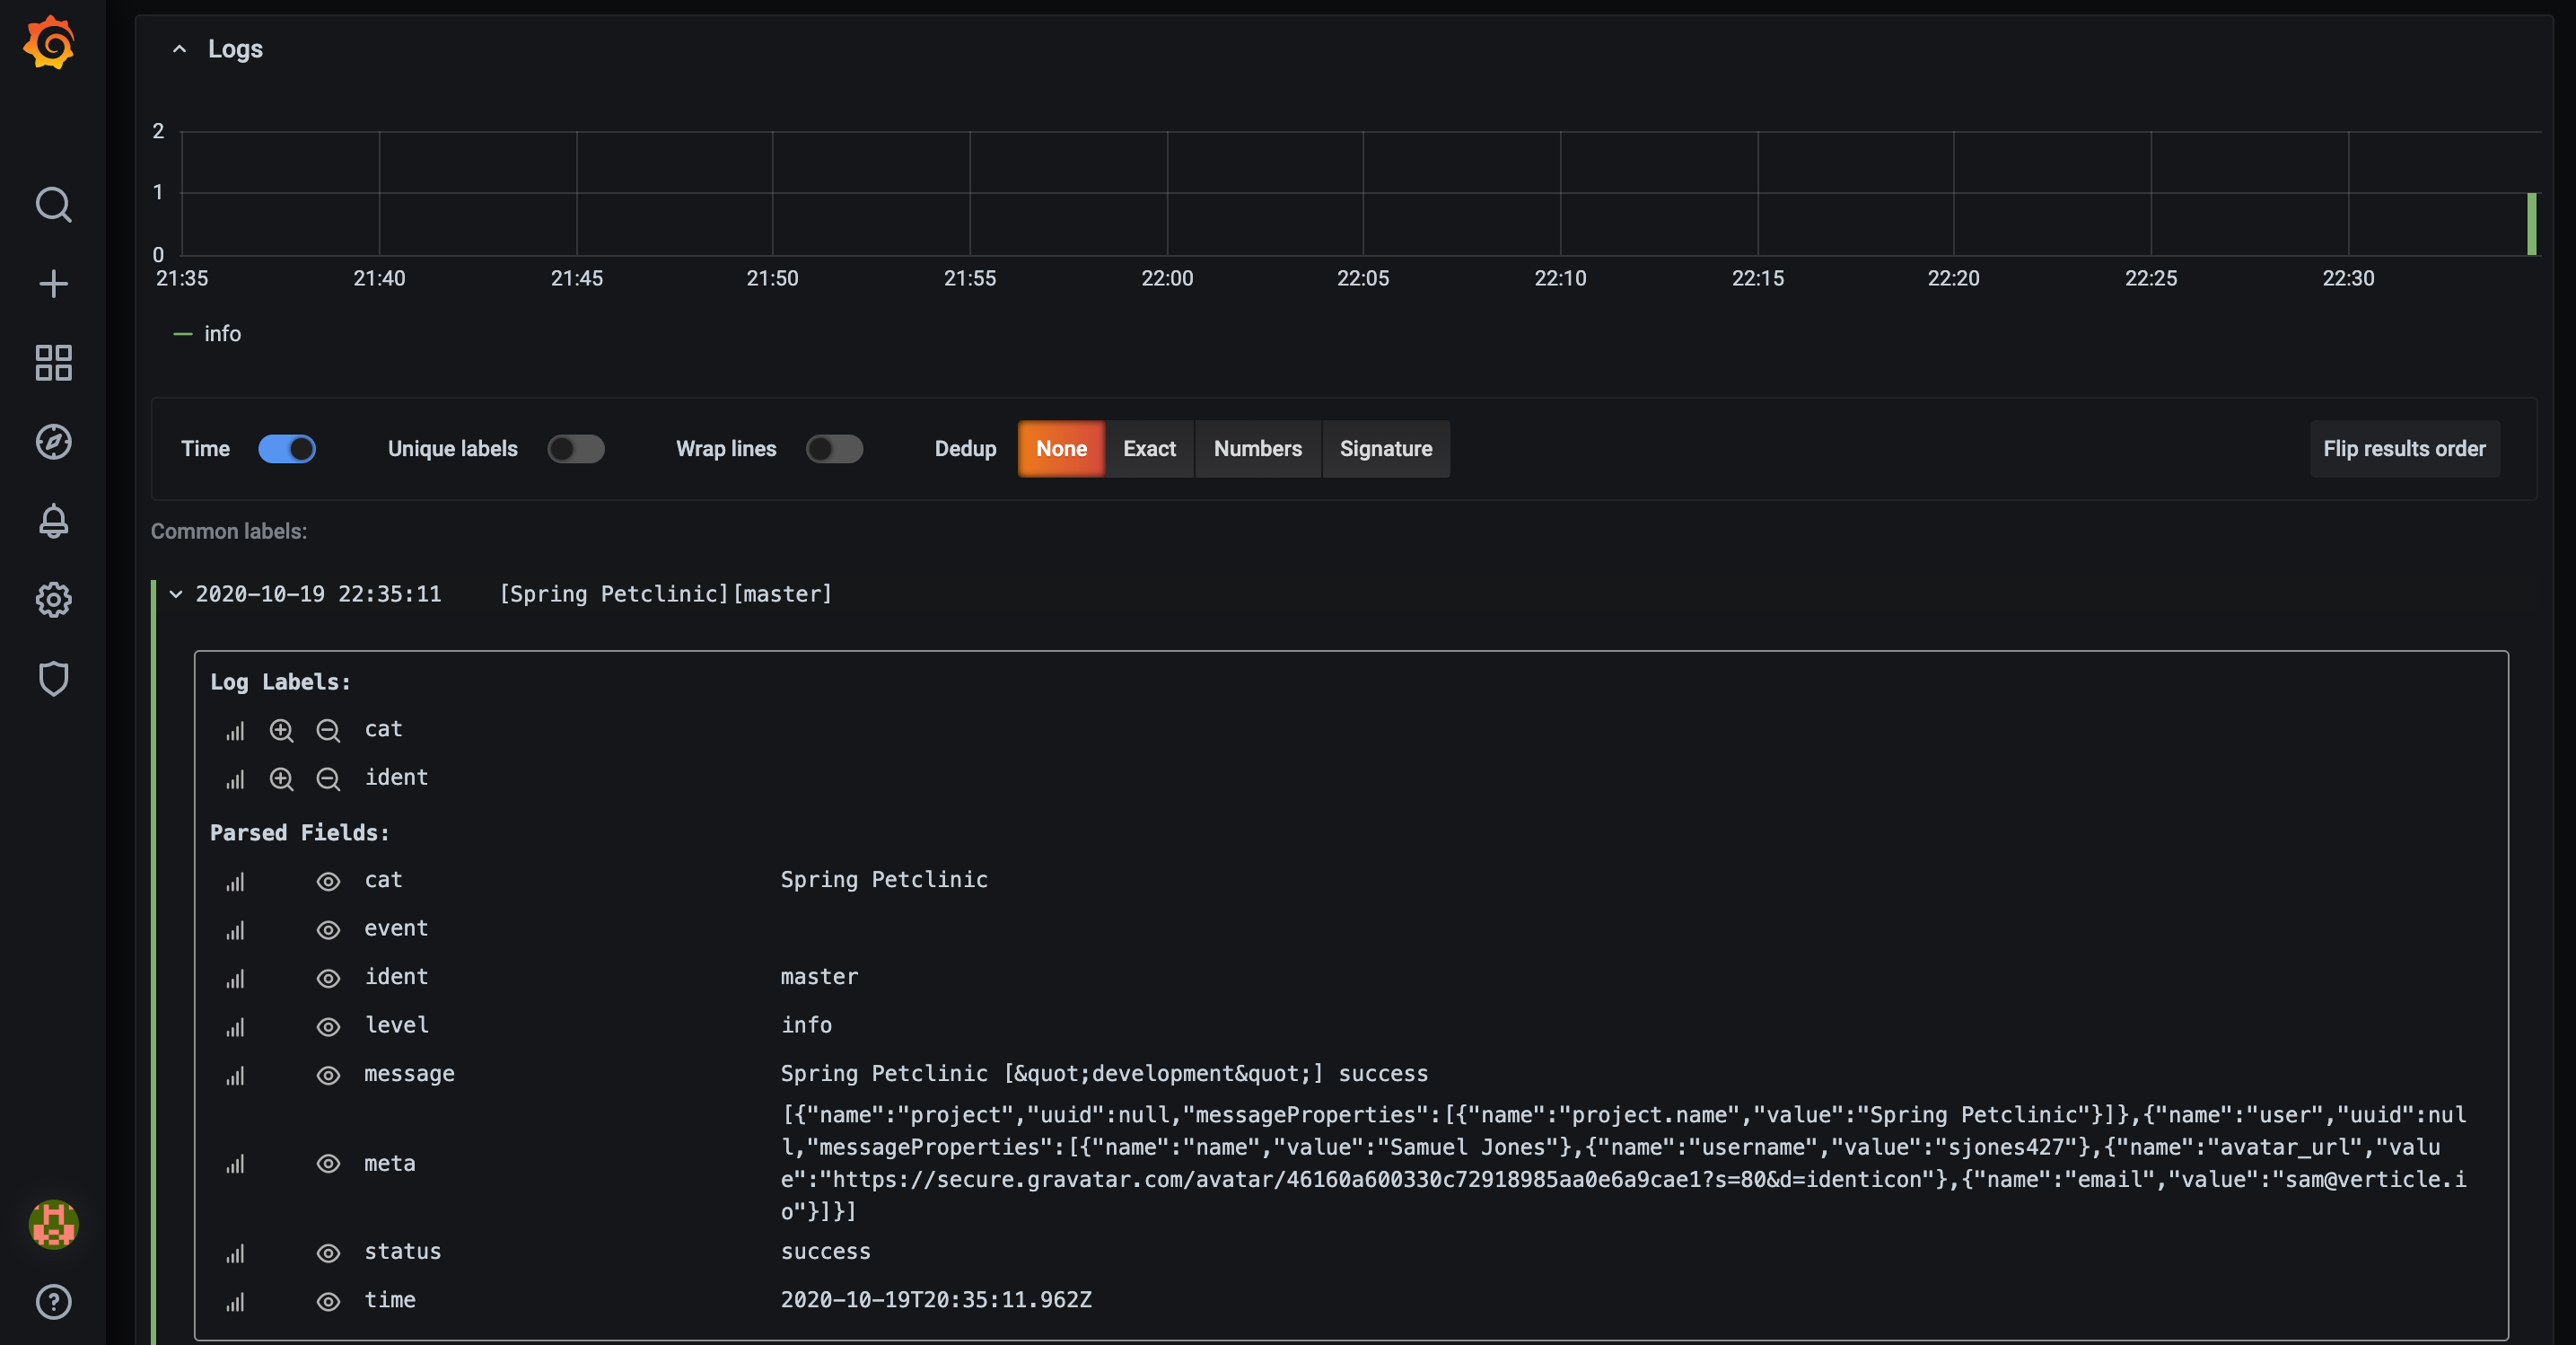 Logs
2
1
0
21:35 21:40 21:45 21:50 21:55 22:00 22:05 22:10 22:15 22:20 22:25 22:30
info
Time Unique labels Wrap lines Dedup None Exact Numbers Signature Flip results order
Common labels:
2020-10-19 22:35:11 [Spring Petclinic][master]
Log Labels:
cat
ident
Parsed Fields:
cat Spring Petclinic
event
ident master
level info
message Spring Petclinic [&quot;development&quot;] success
[{"name":"project","uuid":null,"messageProperties":[{"name":"project.name","value":"Spring Petclinic"}]},{"name":"user","uuid":nul
l,"messageProperties":[{"name":"name","value":"Samuel Jones"},{"name":"username","value":"sjones427"},{"name":"avatar_url","valu
meta
e":"https://secure.gravatar.com/avatar/46160a600330c72918985aa0e6a9cae1?s=80&d=identicon"},{"name":"email","value":"sam@verticle.i
o"}]}]
status success
time 2020-10-19T20:35:11.962Z